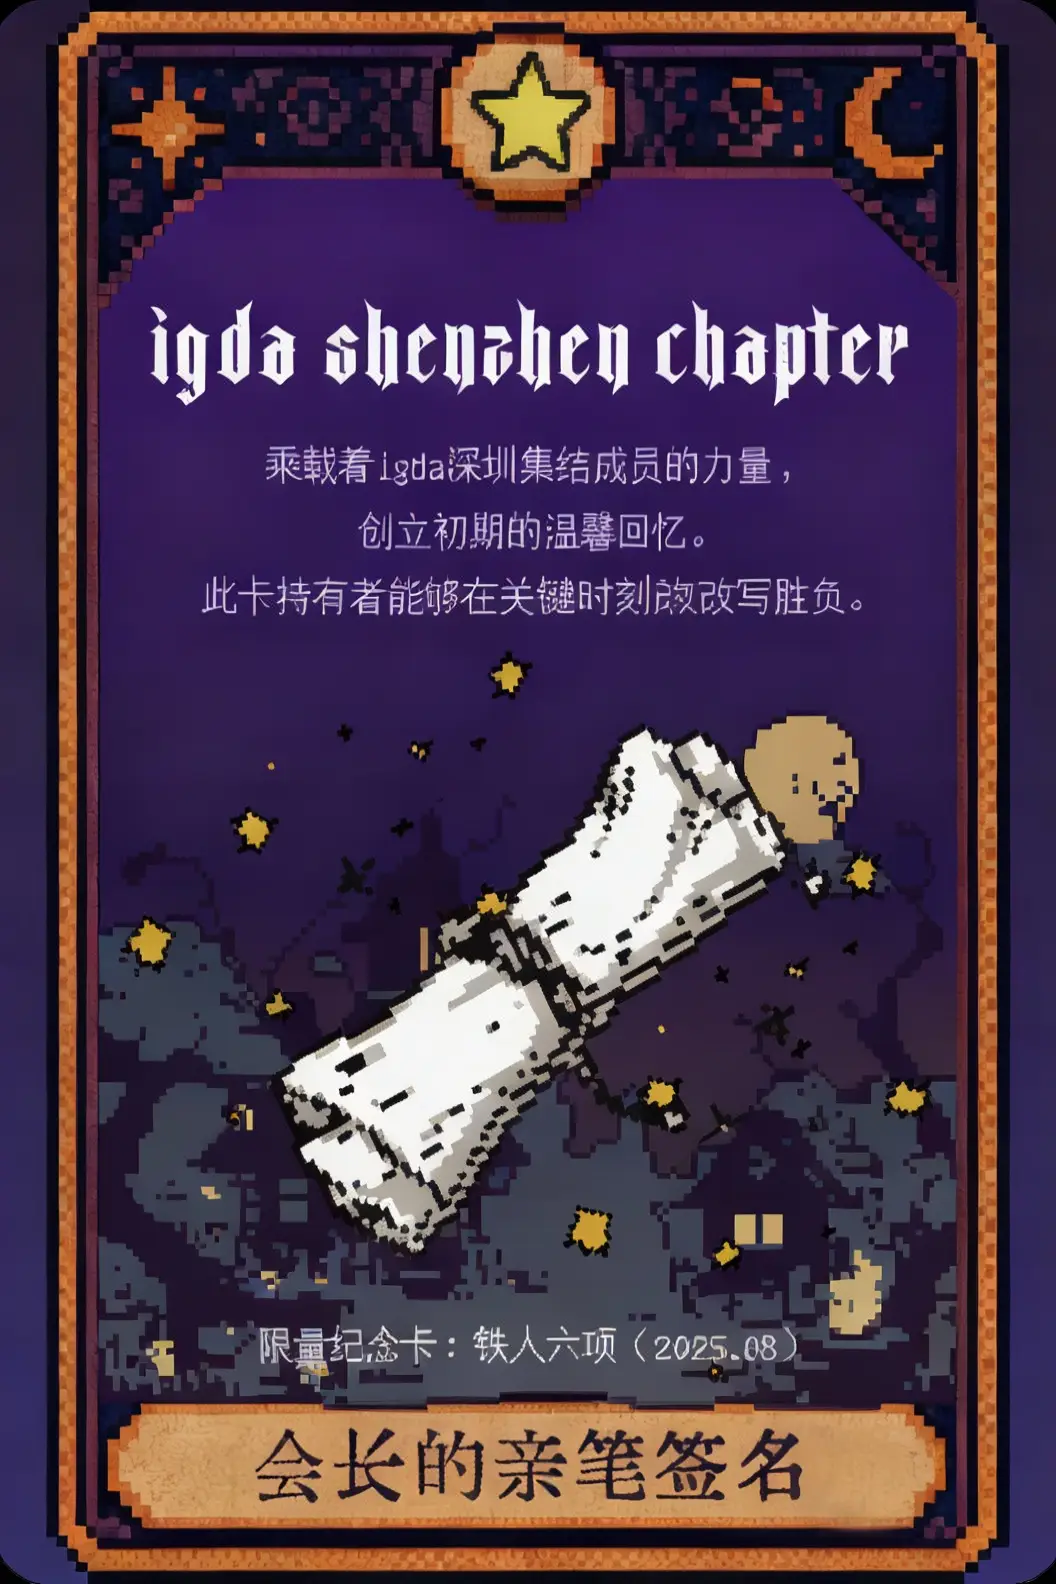 igda shenzhen chapter
乘载着igda深圳集结成员的力量，
创立初期的温馨回忆。
此卡持有者能够在关键时刻改写胜负。
限量纪念卡：铁人六项（2025.08）
会长的亲笔签名